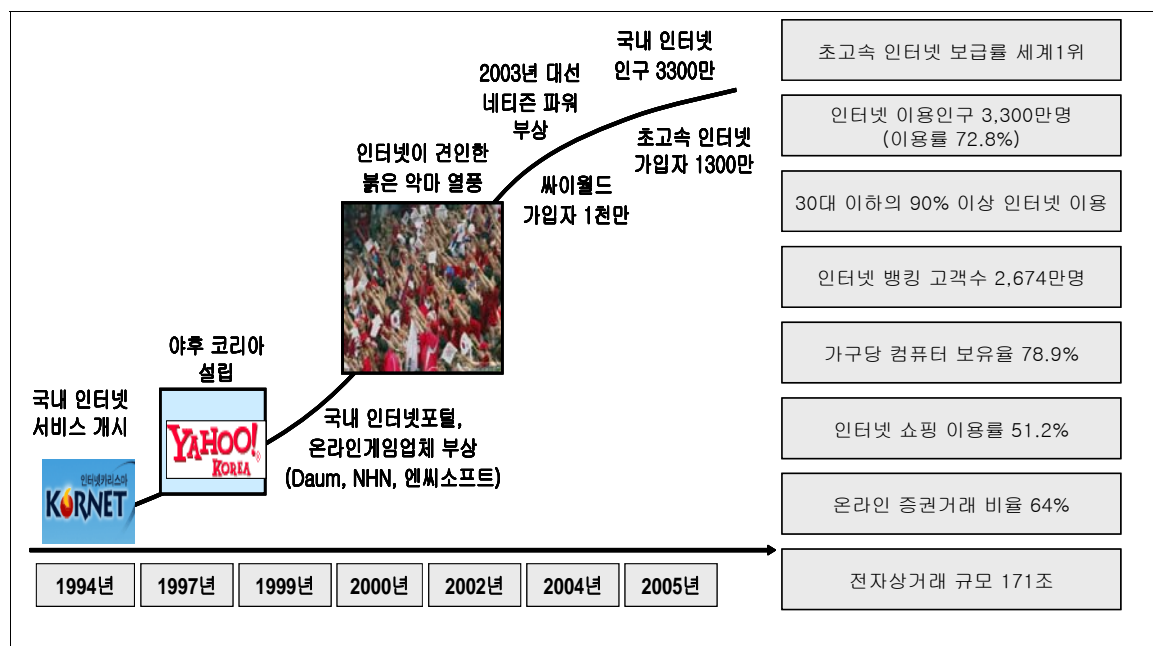 국내 인터넷
서비스 개시
인터넷카리스마
KORNET
야후 코리아
설립
YAHOO!
KOREA
국내 인터넷포털,
온라인게임업체 부상
(Daum, NHN, 엔씨소프트)
인터넷이 견인한
붉은 악마 열풍
2003년 대선
네티즌 파워
부상
싸이월드
가입자 1천만
국내 인터넷
인구 3300만
초고속 인터넷
가입자 1300만
1994년
1997년
1999년
2000년
2002년
2004년
2005년
초고속 인터넷 보급률 세계1위
인터넷 이용인구 3,300만명
(이용률 72.8%)
30대 이하의 90% 이상 인터넷 이용
인터넷 뱅킹 고객수 2,674만명
가구당 컴퓨터 보유율 78.9%
인터넷 쇼핑 이용률 51.2%
온라인 증권거래 비율 64%
전자상거래 규모 171조